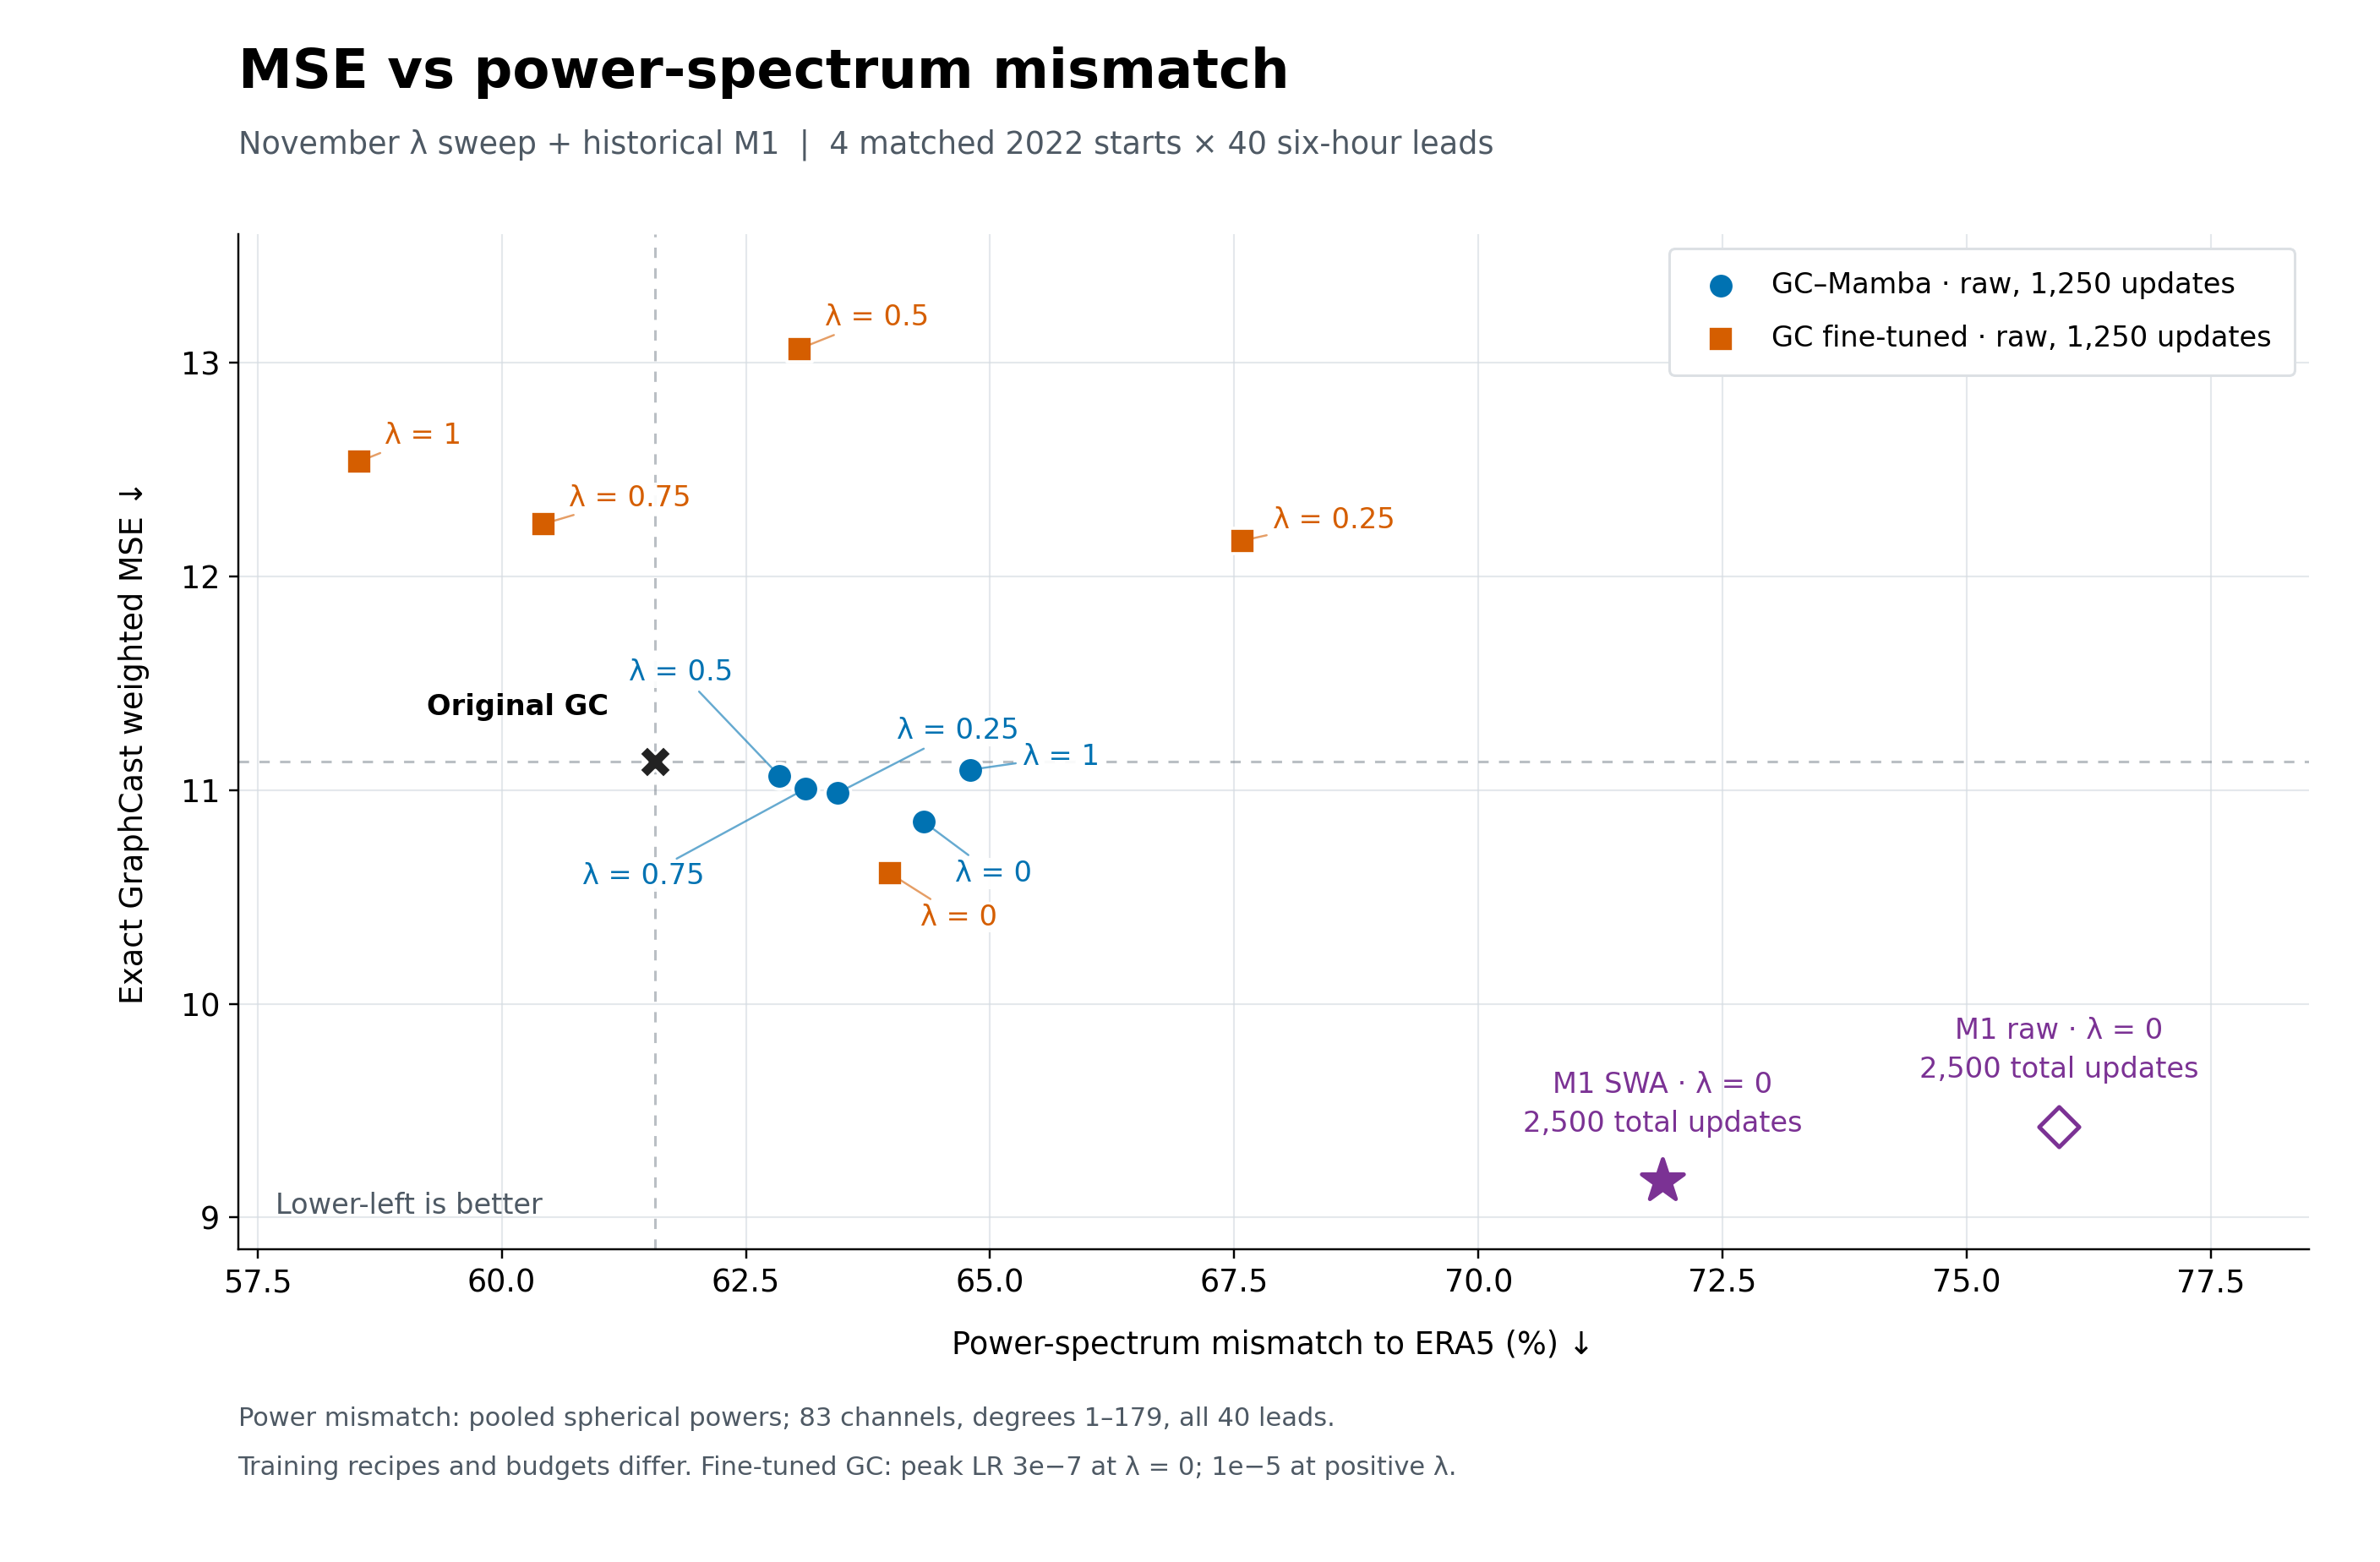 MSE vs power-spectrum mismatch
November λ sweep + historical M1 | 4 matched 2022 starts × 40 six-hour leads
GC–Mamba · raw, 1,250 updates
GC fine-tuned · raw, 1,250 updates
λ = 0.5
λ = 1
λ = 0.75
λ = 0.25
λ = 0.5
Original GC
λ = 0.25
λ = 1
λ = 0.75
λ = 0
λ = 0
M1 raw · λ = 0
2,500 total updates
M1 SWA · λ = 0
2,500 total updates
Lower-left is better
Exact GraphCast weighted MSE ↓
13
12
11
10
9
57.5 60.0 62.5 65.0 67.5 70.0 72.5 75.0 77.5
Power-spectrum mismatch to ERA5 (%) ↓
Power mismatch: pooled spherical powers; 83 channels, degrees 1–179, all 40 leads.
Training recipes and budgets differ. Fine-tuned GC: peak LR 3e−7 at λ = 0; 1e−5 at positive λ.